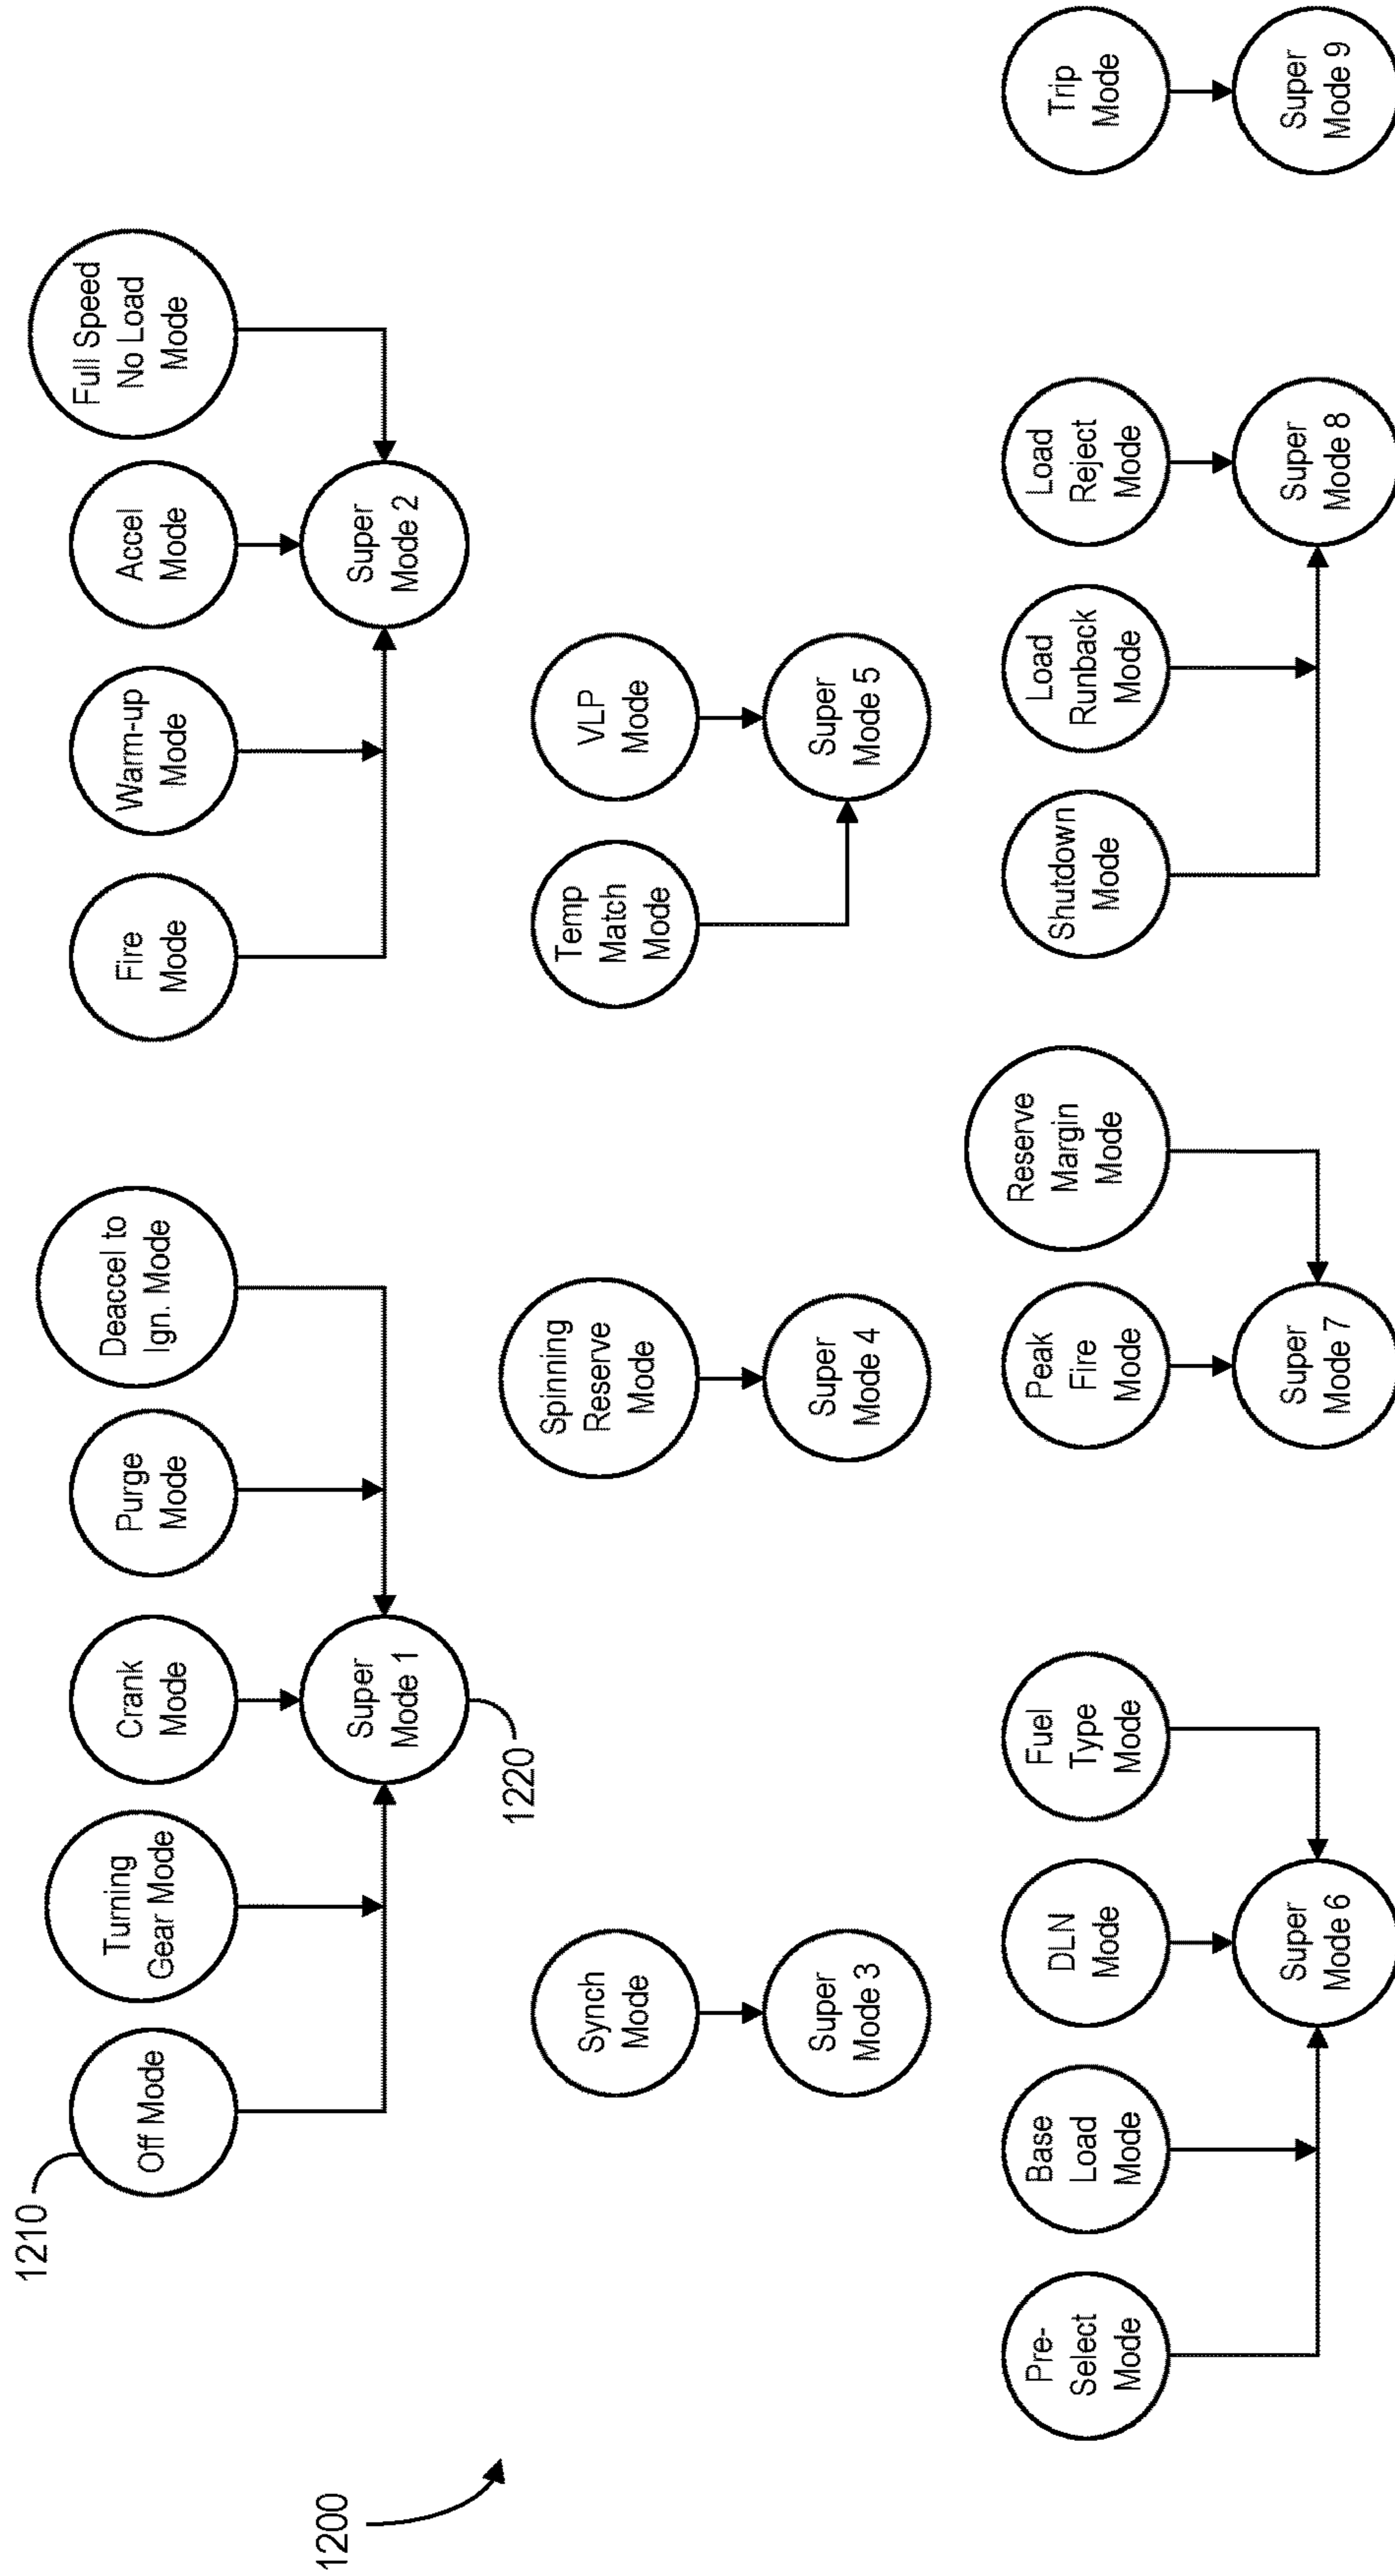 1200
1210
Off Mode
Turning
Gear Mode
Crank
Mode
Purge
Mode
Deaccel to
Ign. Mode
Super
Mode 1
1220
Fire
Mode
Warm-up
Mode
Accel
Mode
Full Speed
No Load
Mode
Super
Mode 2
Synch
Mode
Super
Mode 3
Spinning
Reserve
Mode
Super
Mode 4
Temp
Match
Mode
VLP
Mode
Super
Mode 5
Pre-
Select
Mode
Base
Load
Mode
DLN
Mode
Fuel
Type
Mode
Super
Mode 6
Peak
Fire
Mode
Reserve
Margin
Mode
Super
Mode 7
Shutdown
Mode
Load
Runback
Mode
Load
Reject
Mode
Super
Mode 8
Trip
Mode
Super
Mode 9